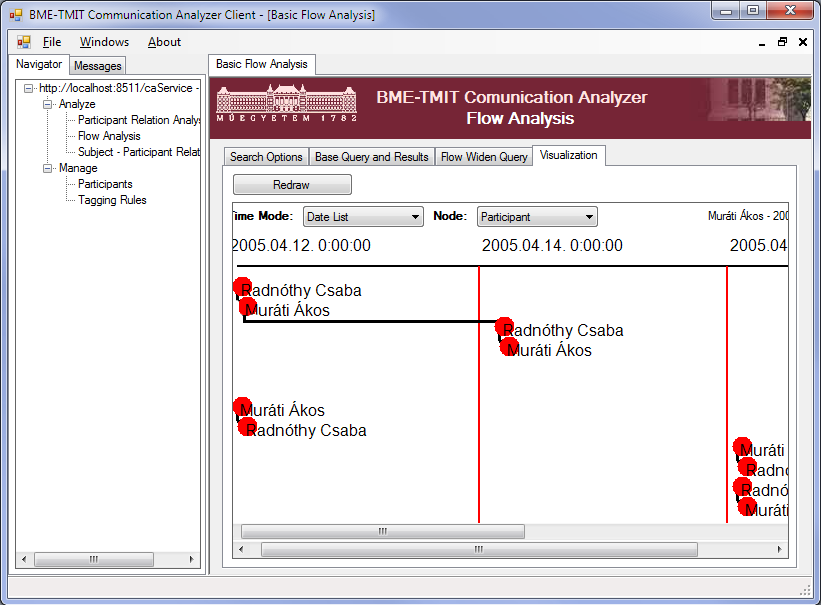 BME-TMIT Communication Analyzer Client - [Basic Flow Analysis]
File Windows About
Navigator Messages
http://localhost:8511/caService -
Analyze
Participant Relation Analys
Flow Analysis
Subject - Participant Relat
Manage
Participants
Tagging Rules
Basic Flow Analysis
MŰEGYETEM 1782
BME-TMIT Comunication Analyzer
Flow Analysis
Search Options Base Query and Results Flow Widen Query Visualization
Redraw
Time Mode: Date List Node: Participant Muráti Ákos - 200
2005.04.12. 0:00:00 2005.04.14. 0:00:00 2005.04
Radnóthy Csaba
Muráti Ákos
Radnóthy Csaba
Muráti Ákos
Muráti Ákos
Radnóthy Csaba
Muráti
Radnó
Radnó
Muráti